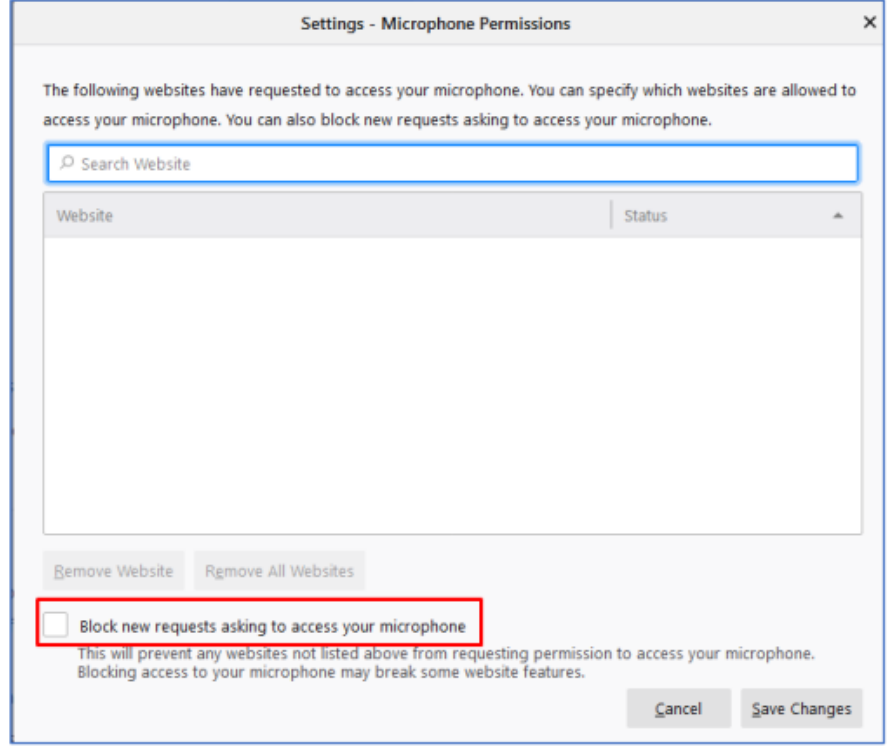 Settings - Microphone Permissions
The following websites have requested to access your microphone. You can specify which websites are allowed to
access your microphone. You can also block new requests asking to access your microphone.
Search Website
Website Status
Remove Website Remove All Websites
Block new requests asking to access your microphone
This will prevent any websites not listed above from requesting permission to access your microphone.
Blocking access to your microphone may break some website features.
Cancel Save Changes